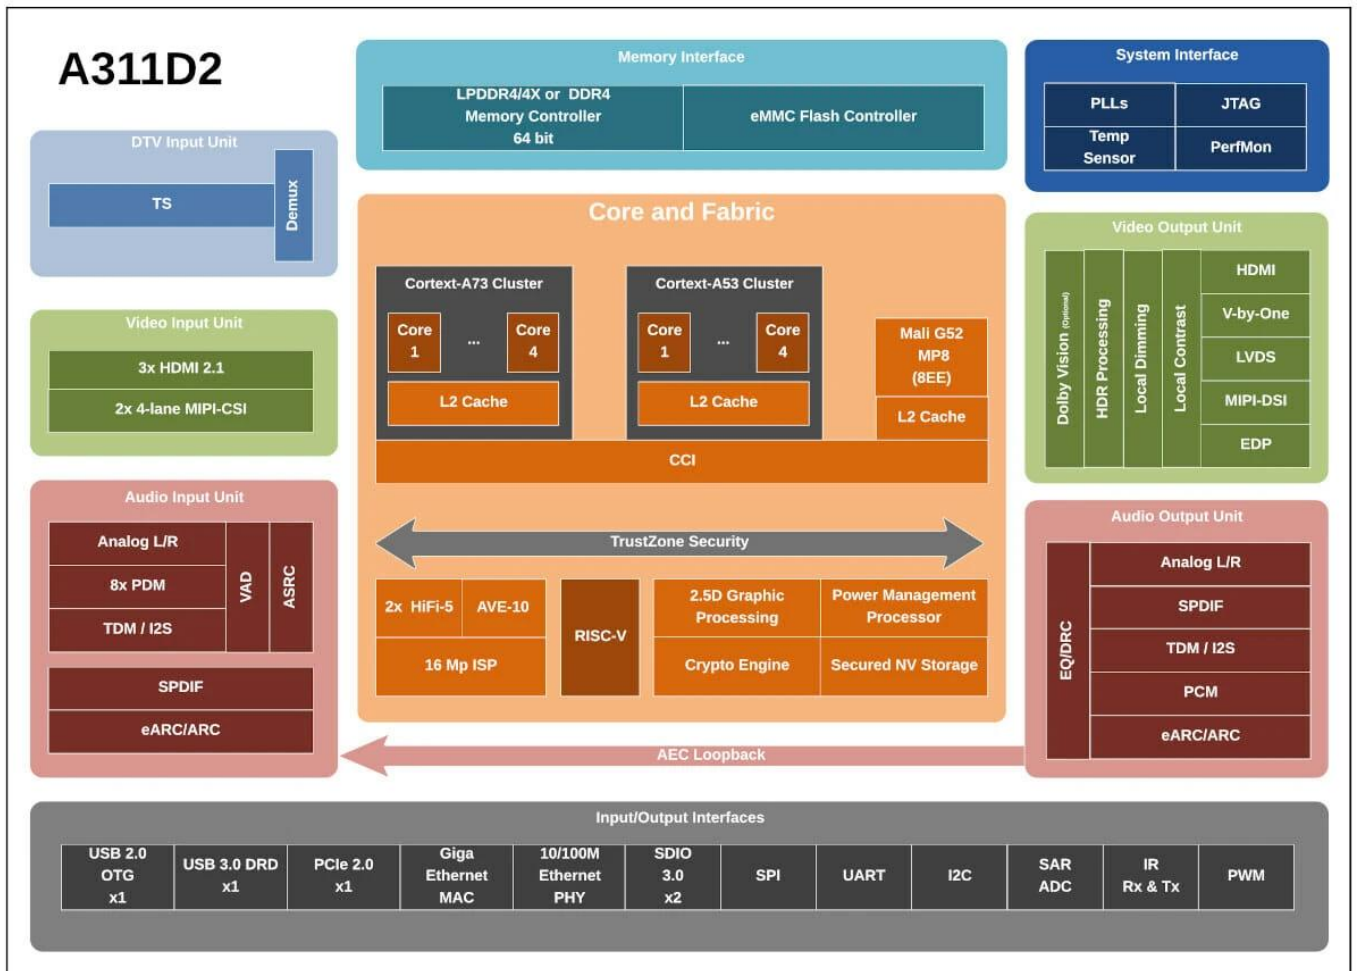 A311D2
Memory Interface
LPDDR4/4X or DDR4
Memory Controller
64 bit
eMMC Flash Controller
System Interface
PLLs
JTAG
Temp
Sensor
PerfMon
DTV Input Unit
TS
Demux
Video Input Unit
3x HDMI 2.1
2x 4-lane MIPI-CSI
Audio Input Unit
Analog L/R
8x PDM
TDM / I2S
VAD
ASRC
SPDIF
eARC/ARC
Core and Fabric
Cortext-A73 Cluster
Core
1
...
Core
4
L2 Cache
Cortext-A53 Cluster
Core
1
...
Core
4
L2 Cache
Mali G52
MP8
(8EE)
L2 Cache
CCI
TrustZone Security
2x HiFi-5
AVE-10
16 Mp ISP
RISC-V
2.5D Graphic
Processing
Power Management
Processor
Crypto Engine
Secured NV Storage
Video Output Unit
Dolby Vision (Optional)
HDR Processing
Local Dimming
Local Contrast
HDMI
V-by-One
LVDS
MIPI-DSI
EDP
Audio Output Unit
EQ/DRC
Analog L/R
SPDIF
TDM / I2S
PCM
eARC/ARC
AEC Loopback
Input/Output Interfaces
USB 2.0
OTG
x1
USB 3.0 DRD
x1
PCIe 2.0
x1
Giga
Ethernet
MAC
10/100M
Ethernet
PHY
SDIO
3.0
x2
SPI
UART
I2C
SAR
ADC
IR
Rx & Tx
PWM